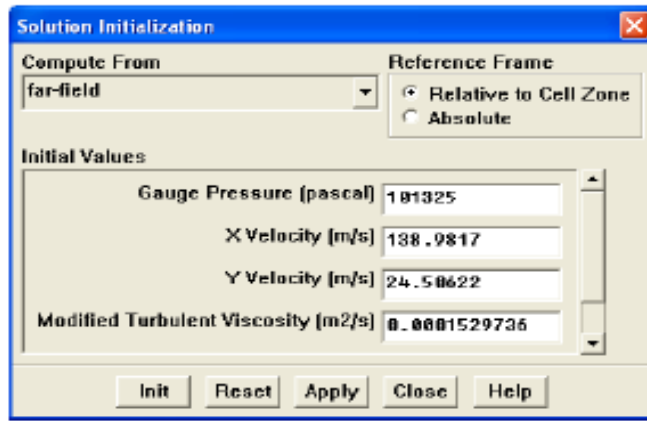 Solution Initialization
Compute From
far-field
Reference Frame
Relative to Cell Zone
Absolute
Initial Values
Gauge Pressure (pascal) 101325
X Velocity (m/s) 138.9817
Y Velocity (m/s) 24.50622
Modified Turbulent Viscosity (m2/s) 0.0001529736
Init Reset Apply Close Help